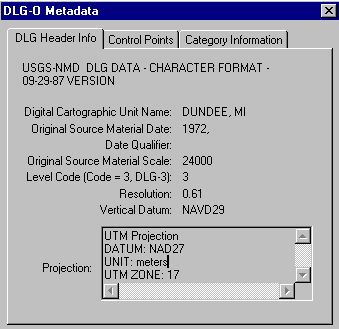 DLG-O Metadata
DLG Header Info
Control Points
Category Information
USGS-NMD DLG DATA - CHARACTER FORMAT -
09-29-87 VERSION
Digital Cartographic Unit Name: DUNDEE, MI
Original Source Material Date: 1972,
Date Qualifier:
Original Source Material Scale: 24000
Level Code (Code = 3, DLG-3): 3
Resolution: 0.61
Vertical Datum: NAVD29
Projection:
UTM Projection
DATUM: NAD27
UNIT: meters
UTM ZONE: 17